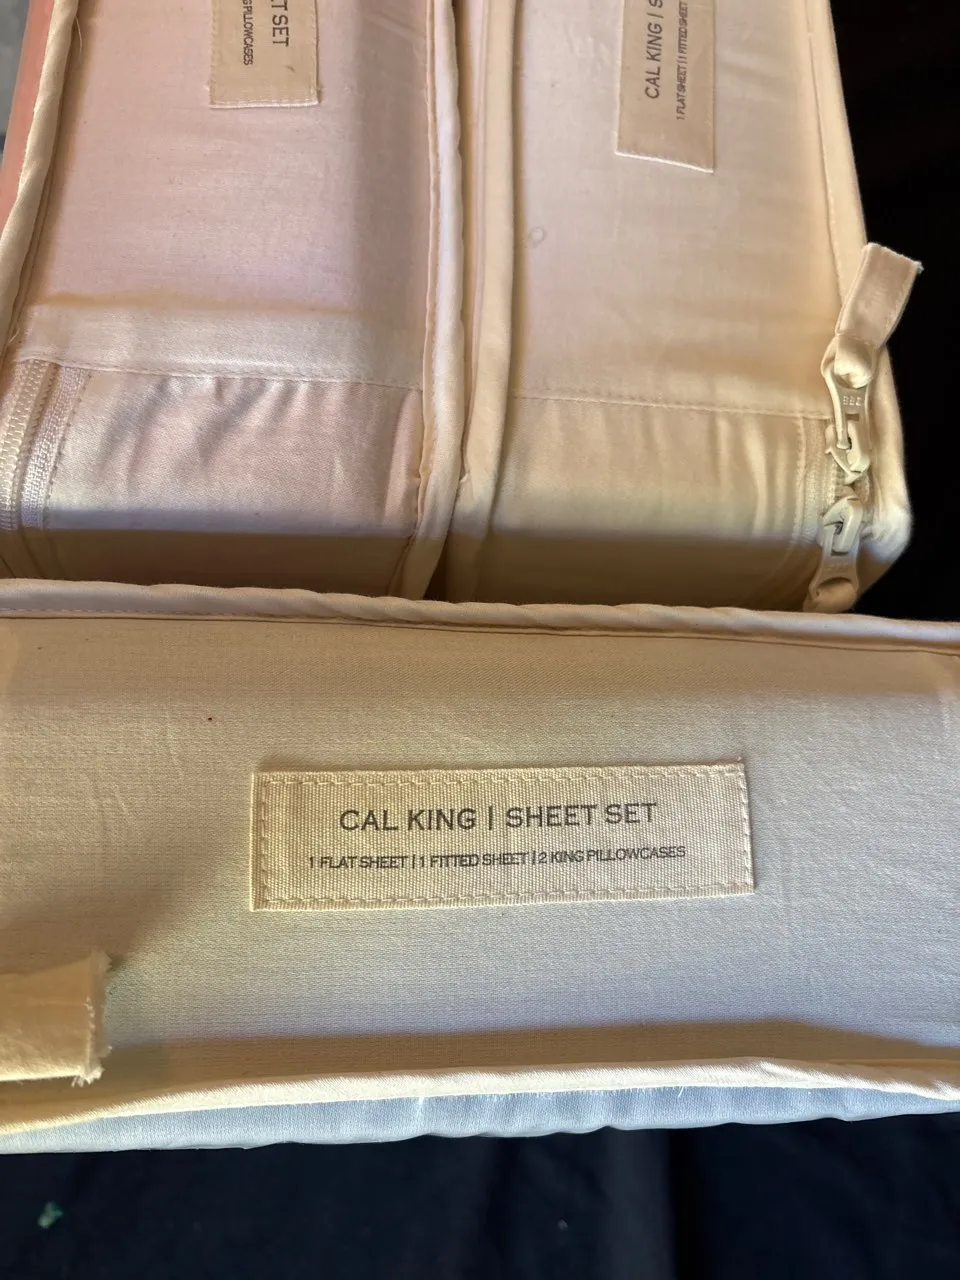 LT SET
G PILLOWCASES
CAL KING | S
1 FLAT SHEET | 1 FITTED SHEET
CAL KING | SHEET SET
1 FLAT SHEET | 1 FITTED SHEET | 2 KING PILLOWCASES